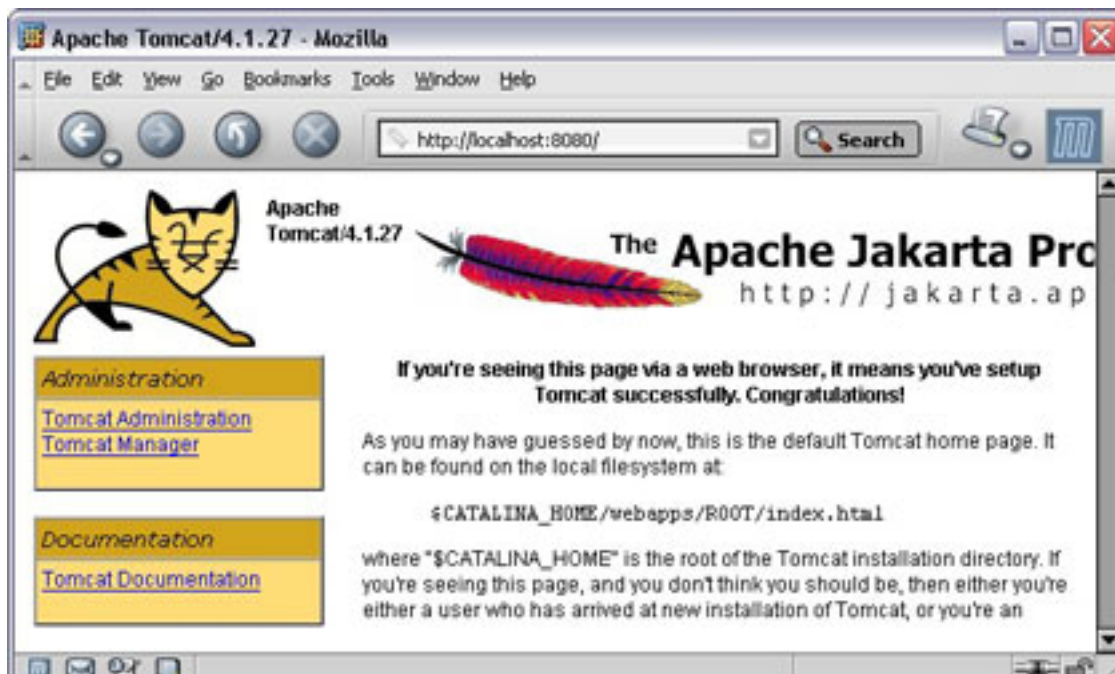 Apache Tomcat/4.1.27 - Mozilla
File Edit View Go Bookmarks Tools Window Help
http://localhost:8080/ Search
Apache
Tomcat/4.1.27
The Apache Jakarta Pro
http://jakarta.ap
Administration
Tomcat Administration
Tomcat Manager
Documentation
Tomcat Documentation
If you're seeing this page via a web browser, it means you've setup
Tomcat successfully. Congratulations!
As you may have guessed by now, this is the default Tomcat home page. It
can be found on the local filesystem at:
$CATALINA_HOME/webapps/ROOT/index.html
where "$CATALINA_HOME" is the root of the Tomcat installation directory. If
you're seeing this page, and you don't think you should be, then either you're
either a user who has arrived at new installation of Tomcat, or you're an